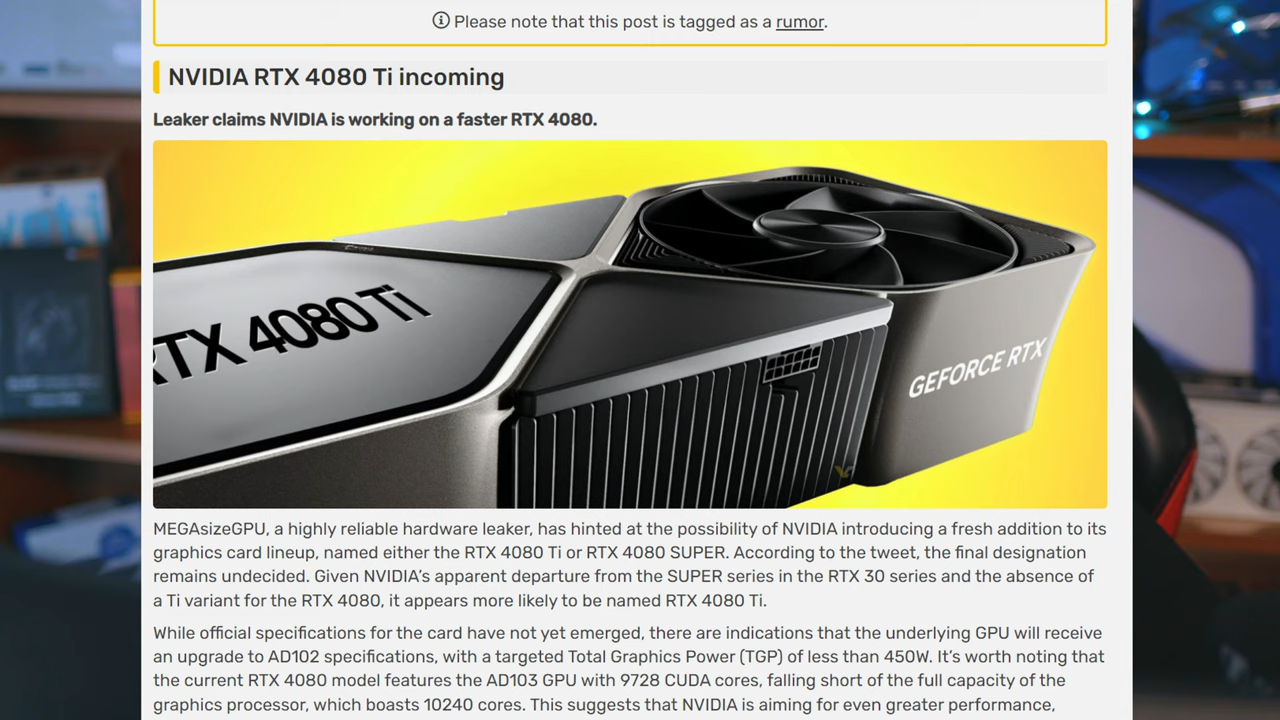 Please note that this post is tagged as a rumor.
NVIDIA RTX 4080 Ti incoming
Leaker claims NVIDIA is working on a faster RTX 4080.
RTX 4080 Ti
GEFORCE RTX
MEGAsizeGPU, a highly reliable hardware leaker, has hinted at the possibility of NVIDIA introducing a fresh addition to its
graphics card lineup, named either the RTX 4080 Ti or RTX 4080 SUPER. According to the tweet, the final designation
remains undecided. Given NVIDIA's apparent departure from the SUPER series in the RTX 30 series and the absence of
a Ti variant for the RTX 4080, it appears more likely to be named RTX 4080 Ti.
While official specifications for the card have not yet emerged, there are indications that the underlying GPU will receive
an upgrade to AD102 specifications, with a targeted Total Graphics Power (TGP) of less than 450W. It's worth noting that
the current RTX 4080 model features the AD103 GPU with 9728 CUDA cores, falling short of the full capacity of the
graphics processor, which boasts 10240 cores. This suggests that NVIDIA is aiming for even greater performance,